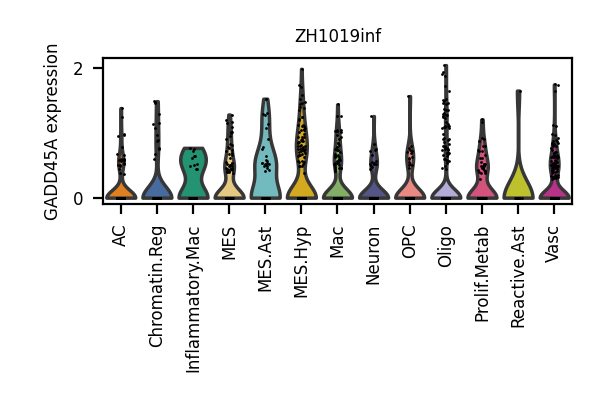 ZH1019inf
GADD45A expression
2
0
AC
Chromatin.Reg
Inflammatory.Mac
MES
MES.Ast
MES.Hyp
Mac
Neuron
OPC
Oligo
Prolif.Metab
Reactive.Ast
Vasc